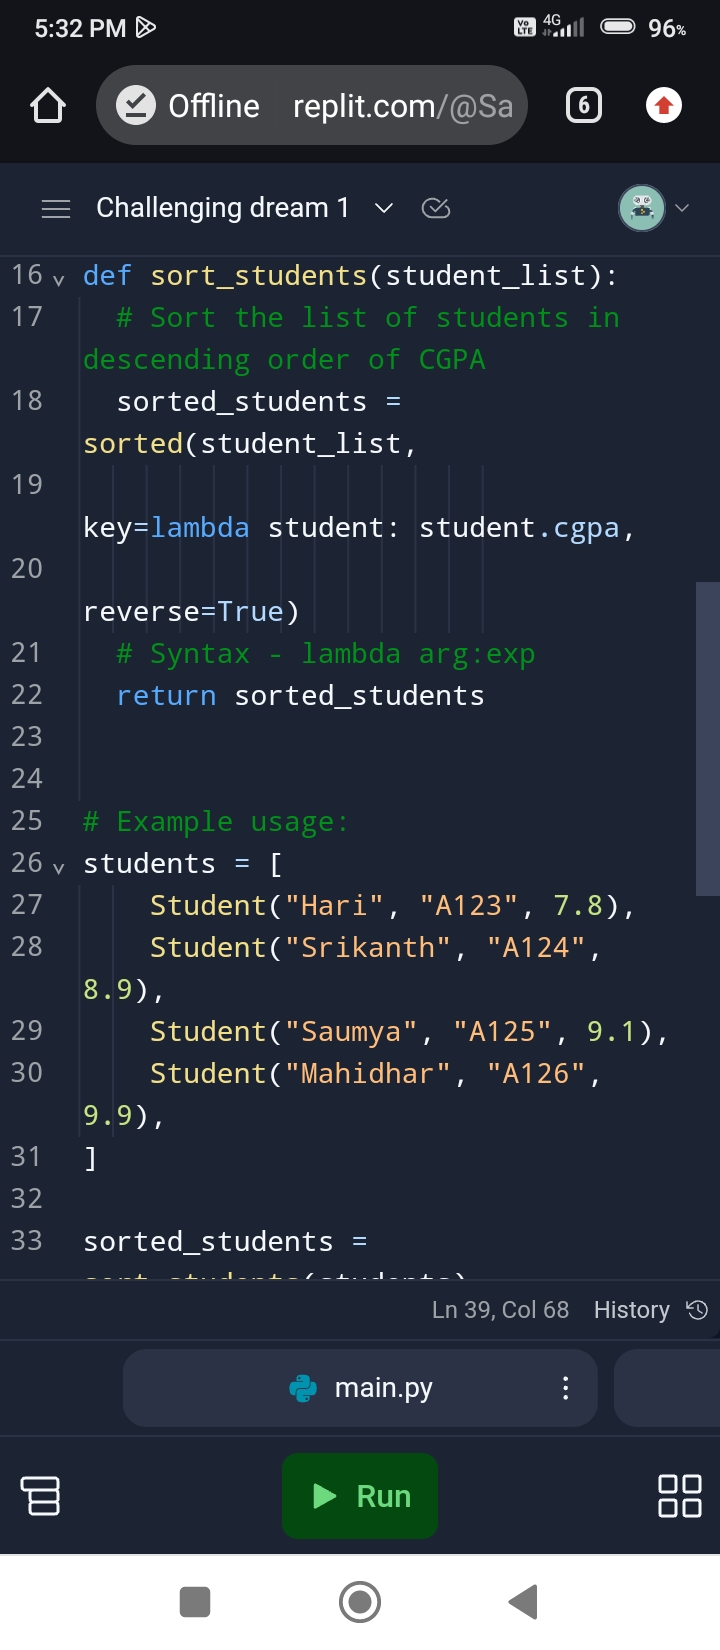 5:32 PM
Vo LTE 4G 96%
Offline replit.com/@Sa 6
Challenging dream 1
16 def sort_students(student_list):
17 # Sort the list of students in
descending order of CGPA
18 sorted_students =
sorted(student_list,
19
key=lambda student: student.cgpa,
20
reverse=True)
21 # Syntax - lambda arg:exp
22 return sorted_students
23
24
25 # Example usage:
26 students = [
27 Student("Hari", "A123", 7.8),
28 Student("Srikanth", "A124",
8.9),
29 Student("Saumya", "A125", 9.1),
30 Student("Mahidhar", "A126",
9.9),
31 ]
32
33 sorted_students =
sort_students(students)
Ln 39, Col 68 History
main.py
Run